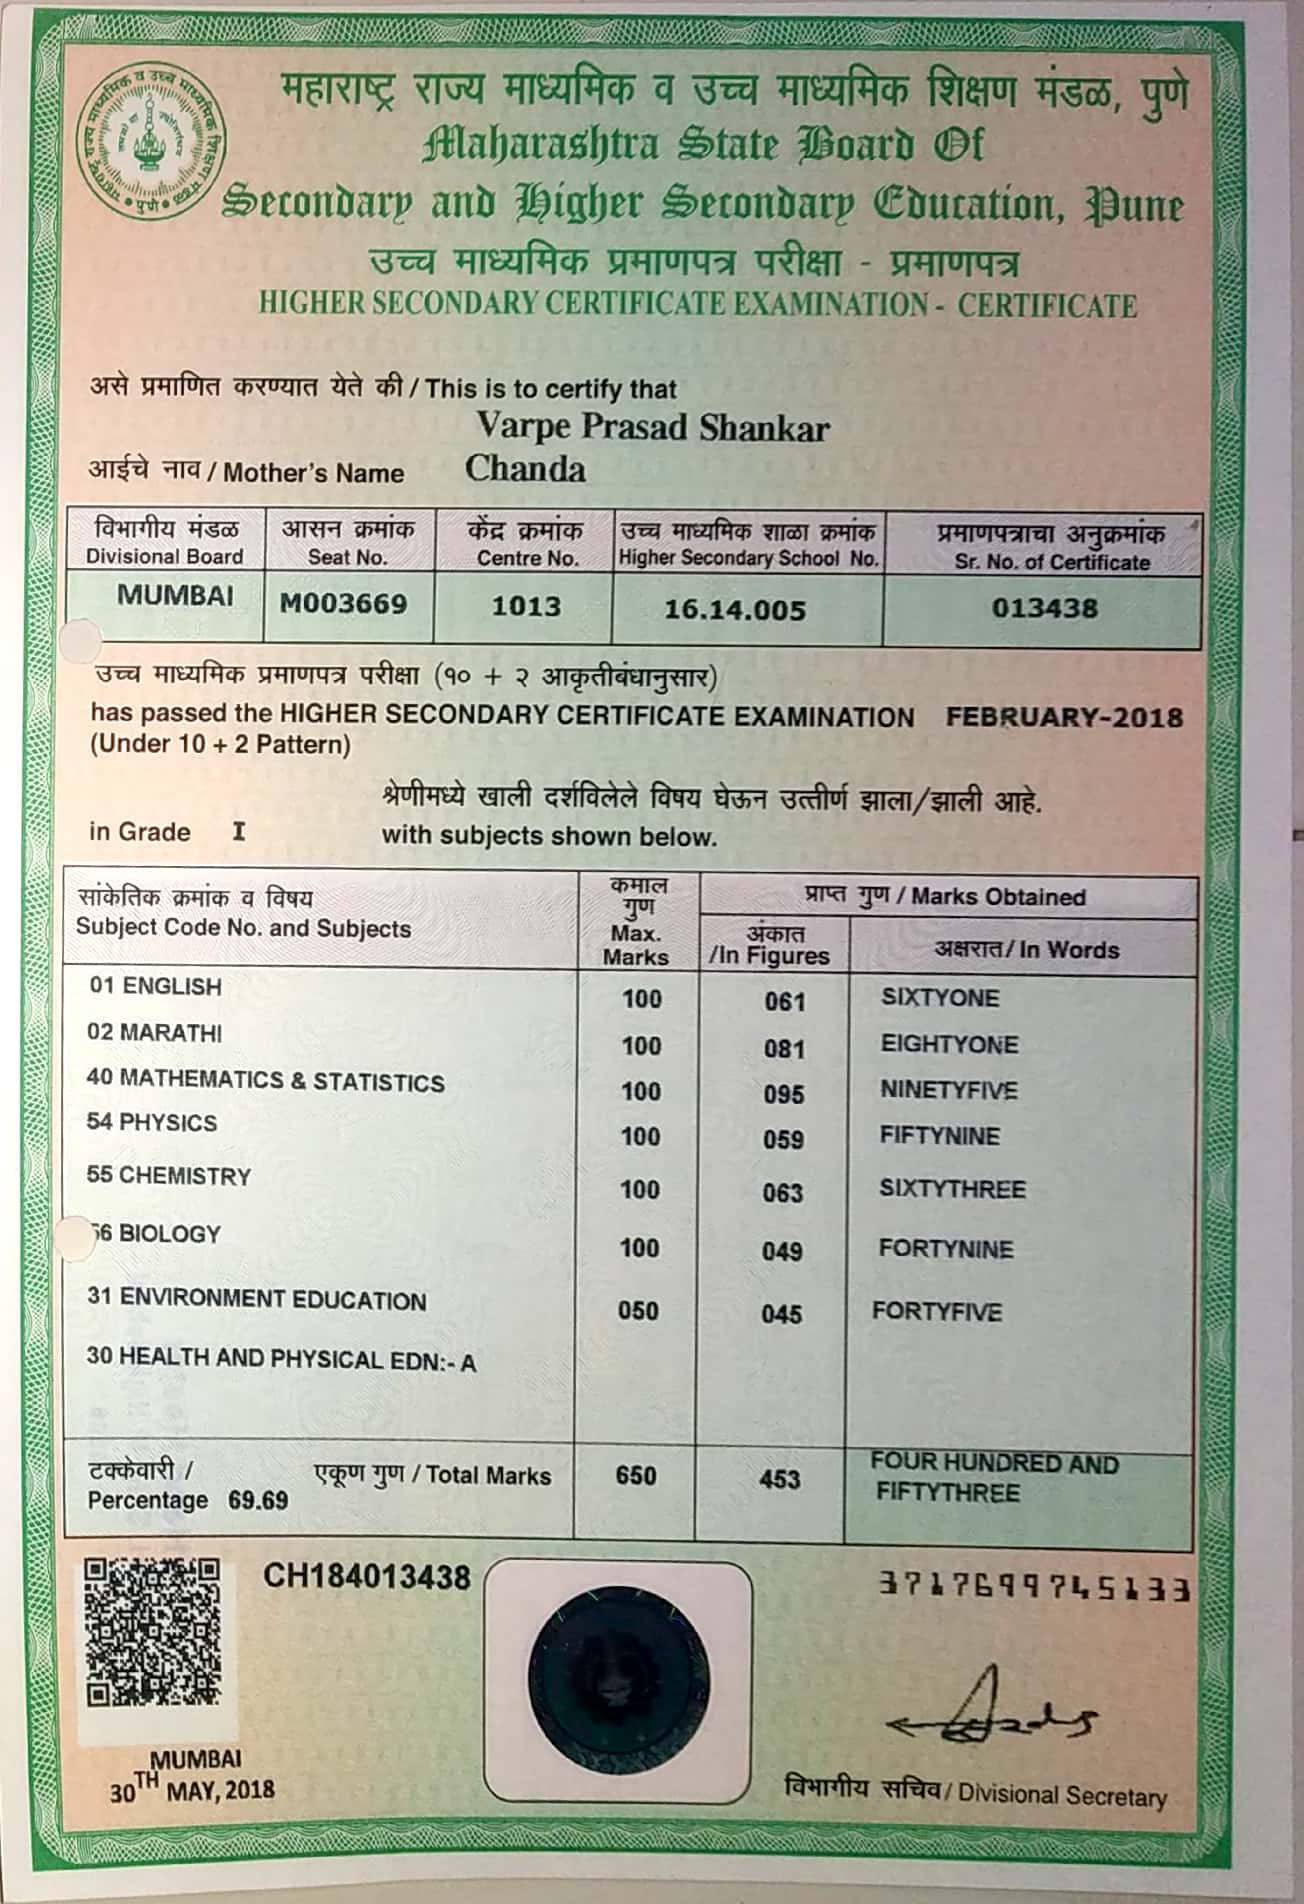 महाराष्ट्र राज्य माध्यमिक व उच्च माध्यमिक शिक्षण मंडळ, पुणे
Maharashtra State Board Of
Secondary and Higher Secondary Education, Pune
उच्च माध्यमिक प्रमाणपत्र परीक्षा - प्रमाणपत्र
HIGHER SECONDARY CERTIFICATE EXAMINATION - CERTIFICATE
असे प्रमाणित करण्यात येते की / This is to certify that
Varpe Prasad Shankar
आईचे नाव / Mother's Name Chanda
विभागीय मंडळ आसन क्रमांक केंद्र क्रमांक उच्च माध्यमिक शाळा क्रमांक प्रमाणपत्राचा अनुक्रमांक
Divisional Board Seat No. Centre No. Higher Secondary School No. Sr. No. of Certificate
MUMBAI M003669 1013 16.14.005 013438
उच्च माध्यमिक प्रमाणपत्र परीक्षा (१० + २ आकृतीबंधानुसार)
has passed the HIGHER SECONDARY CERTIFICATE EXAMINATION FEBRUARY-2018
(Under 10 + 2 Pattern)
श्रेणीमध्ये खाली दर्शविलेले विषय घेऊन उत्तीर्ण झाला/झाली आहे.
in Grade I with subjects shown below.
सांकेतिक क्रमांक व विषय
Subject Code No. and Subjects
कमाल
गुण
Max.
Marks
प्राप्त गुण / Marks Obtained
अंकात
/In Figures
अक्षरात/ In Words
01 ENGLISH 100 061 SIXTYONE
02 MARATHI 100 081 EIGHTYONE
40 MATHEMATICS & STATISTICS 100 095 NINETYFIVE
54 PHYSICS 100 059 FIFTYNINE
55 CHEMISTRY 100 063 SIXTYTHREE
56 BIOLOGY 100 049 FORTYNINE
31 ENVIRONMENT EDUCATION 050 045 FORTYFIVE
30 HEALTH AND PHYSICAL EDN:- A
टक्केवारी /
Percentage 69.69
एकूण गुण / Total Marks 650 453
FOUR HUNDRED AND
FIFTYTHREE
CH184013438
3717699745133
MUMBAI
30TH MAY, 2018
विभागीय सचिव / Divisional Secretary